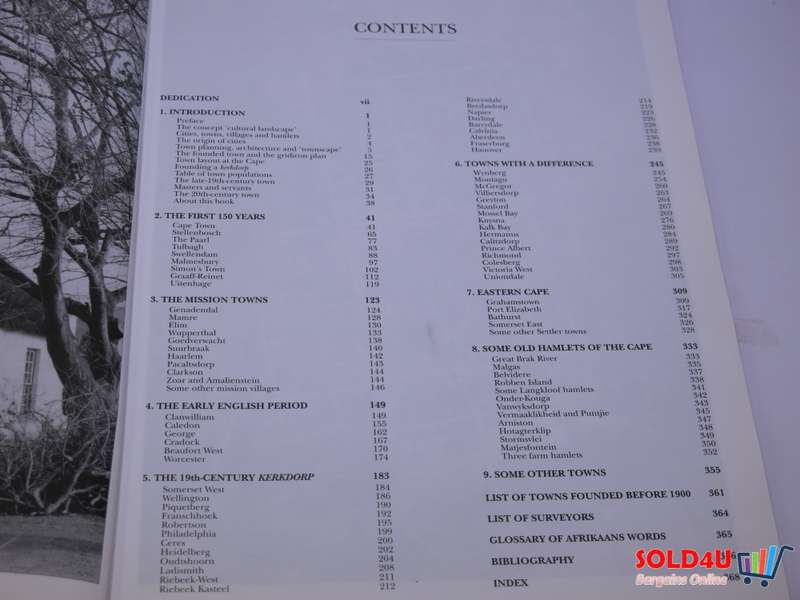 CONTENTS
DEDICATION vii
1. INTRODUCTION 1
Preface 1
The concept 'cultural landscape' 1
Cities, towns, villages and hamlets 2
The origin of cities 4
Town planning, architecture and 'townscape' 5
The founded town and the gridiron plan 15
Town layout at the Cape 25
Founding a kerkdorp 26
Table of town populations 27
The late-19th-century town 29
Masters and servants 31
The 20th-century town 34
About this book 38
2. THE FIRST 150 YEARS 41
Cape Town 41
Stellenbosch 65
The Paarl 77
Tulbagh 83
Swellendam 88
Malmesbury 97
Simon's Town 102
Graaff-Reinet 112
Uitenhage 119
3. THE MISSION TOWNS 123
Genadendal 124
Mamre 128
Elim 130
Wupperthal 133
Goedverwacht 138
Suurbraak 140
Haarlem 142
Pacaltsdorp 143
Clarkson 144
Zoar and Amalienstein 144
Some other mission villages 146
4. THE EARLY ENGLISH PERIOD 149
Clanwilliam 149
Caledon 155
George 162
Cradock 167
Beaufort West 170
Worcester 174
5. THE 19th-CENTURY KERKDORP 183
Somerset West 184
Wellington 186
Piquetberg 190
Franschhoek 192
Robertson 195
Philadelphia 199
Ceres 200
Heidelberg 202
Oudtshoorn 204
Ladismith 208
Riebeek-West 211
Riebeek Kasteel 212
Riversdale 214
Bredasdorp 219
Napier 223
Darling 226
Barrydale 228
Calvinia 232
Aberdeen 236
Fraserburg 238
Hanover 239
6. TOWNS WITH A DIFFERENCE 245
Wynberg 245
Montagu 254
McGregor 260
Villiersdorp 263
Greyton 264
Stanford 267
Mossel Bay 269
Knysna 276
Kalk Bay 280
Hermanus 284
Calitzdorp 289
Prince Albert 292
Richmond 297
Colesberg 298
Victoria West 303
Uniondale 305
7. EASTERN CAPE 309
Grahamstown 309
Port Elizabeth 317
Bathurst 324
Somerset East 326
Some other Settler towns 328
8. SOME OLD HAMLETS OF THE CAPE 333
Great Brak River 333
Malgas 335
Belvidere 337
Robben Island 338
Some Langkloof hamlets 341
Onder-Kouga 342
Vanwyksdorp 343
Vermaaklikheid and Puntjie 345
Arniston 347
Hotagterklip 348
Stormsvlei 349
Matjesfontein 350
Three farm hamlets 352
9. SOME OTHER TOWNS 355
LIST OF TOWNS FOUNDED BEFORE 1900 361
LIST OF SURVEYORS 364
GLOSSARY OF AFRIKAANS WORDS 365
BIBLIOGRAPHY
INDEX 368
SOLD4U
Bargains Online